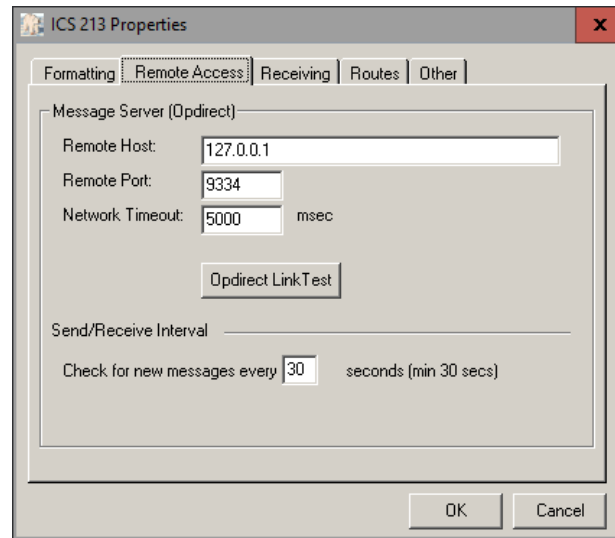 ICS 213 Properties
x
Formatting Remote Access Receiving Routes Other
Message Server (Opdirect)
Remote Host: 127.0.0.1
Remote Port: 9334
Network Timeout: 5000 msec
Opdirect LinkTest
Send/Receive Interval
Check for new messages every 30 seconds (min 30 secs)
OK Cancel